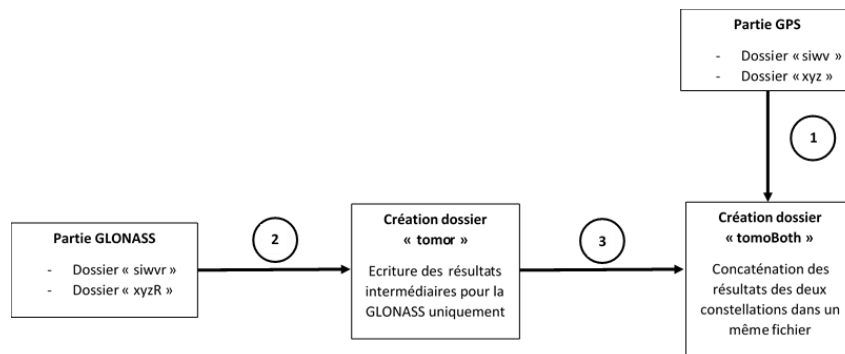 Partie GPS
- Dossier « siwv »
- Dossier « xyz »
1
Partie GLONASS
- Dossier « siwvr »
- Dossier « xyzR »
2
Création dossier
« tomor »
Ecriture des résultats
intermédiaires pour la
GLONASS uniquement
3
Création dossier
« tomoBoth »
Concaténation des
résultats des deux
constellations dans un
même fichier